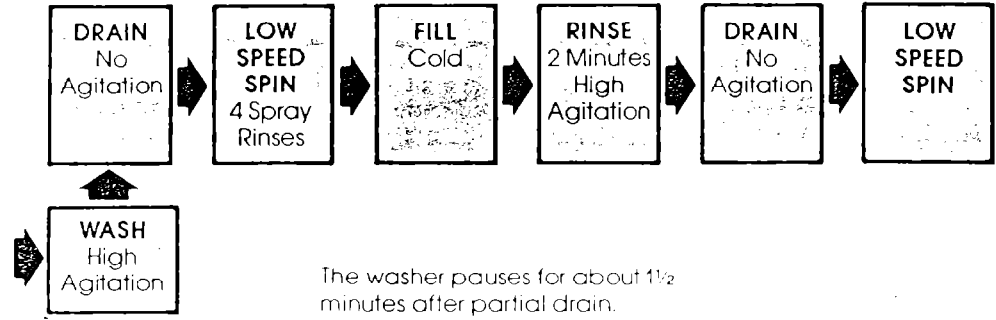 DRAIN
No
Agitation
LOW
SPEED
SPIN
4 Spray
Rinses
FILL
Cold
RINSE
2 Minutes
High
Agitation
DRAIN
No
Agitation
LOW
SPEED
SPIN
WASH
High
Agitation
The washer pauses for about 1½
minutes after partial drain.